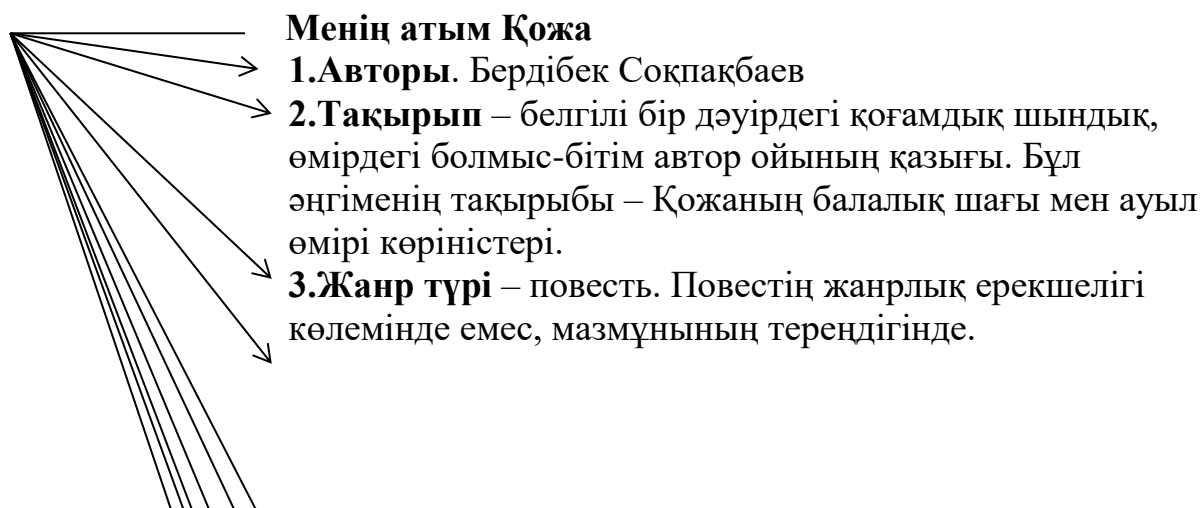 Менің атым Қожа
1.Авторы. Бердібек Соқпақбаев
2.Тақырып – белгілі бір дәуірдегі қоғамдық шындық,
өмірдегі болмыс-бітім автор ойының қазығы. Бұл
әңгіменің тақырыбы – Қожаның балалық шағы мен ауыл
өмірі көріністері.
3.Жанр түрі – повесть. Повестің жанрлық ерекшелігі
көлемінде емес, мазмұнының тереңдігінде.